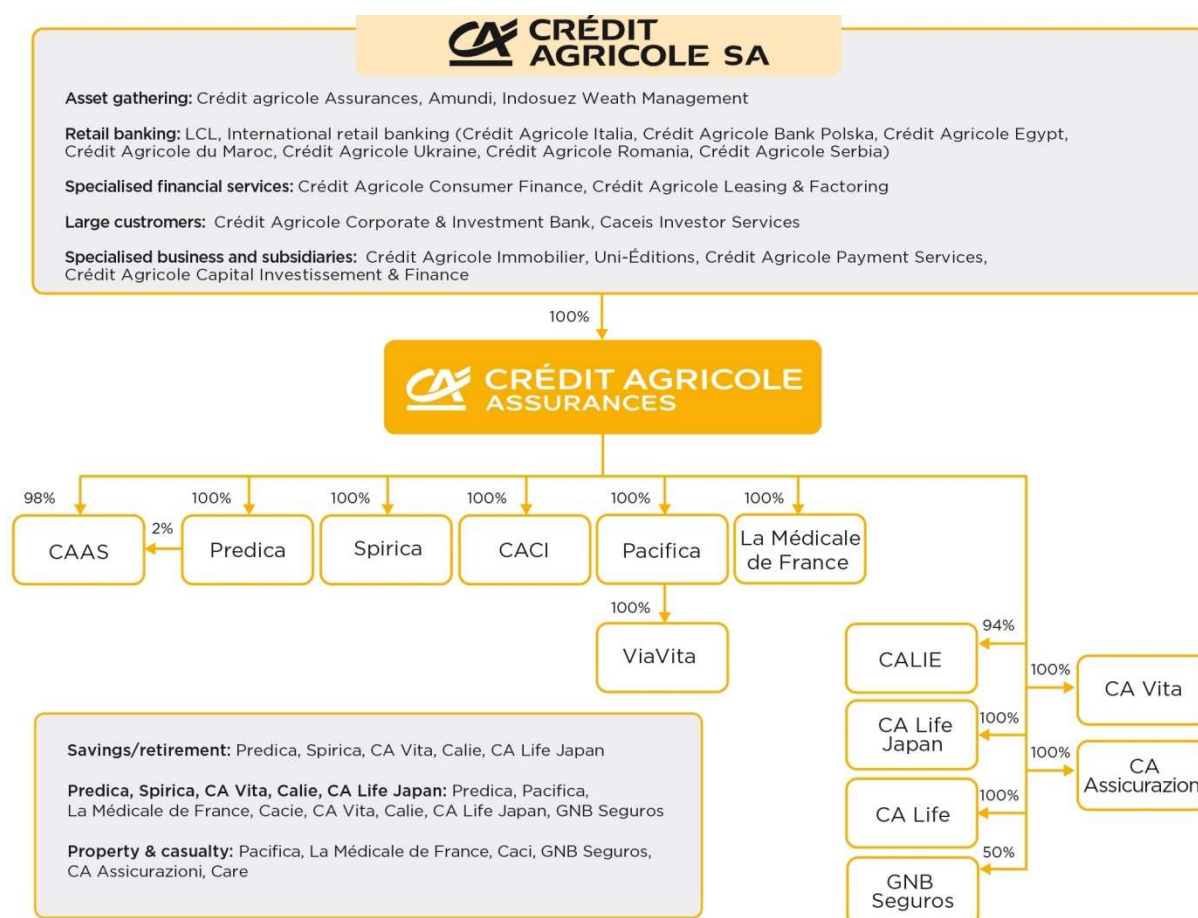 CRÉDIT
AGRICOLE SA
Asset gathering: Crédit agricole Assurances, Amundi, Indosuez Weath Management
Retail banking: LCL, International retail banking (Crédit Agricole Italia, Crédit Agricole Bank Polska, Crédit Agricole Egypt,
Crédit Agricole du Maroc, Crédit Agricole Ukraine, Crédit Agricole Romania, Crédit Agricole Serbia)
Specialised financial services: Crédit Agricole Consumer Finance, Crédit Agricole Leasing & Factoring
Large custromers: Crédit Agricole Corporate & Investment Bank, Caceis Investor Services
Specialised business and subsidiaries: Crédit Agricole Immobilier, Uni-Éditions, Crédit Agricole Payment Services,
Crédit Agricole Capital Investissement & Finance
100%
CRÉDIT AGRICOLE
ASSURANCES
98%
100%
100%
100%
100%
100%
CAAS
2%
Predica
Spirica
CACI
Pacifica
La Médicale
de France
100%
ViaVita
94%
CALIE
100%
CA Vita
CA Life
Japan
100%
100%
CA
Assicurazion
CA Life
100%
50%
GNB
Seguros
Savings/retirement: Predica, Spirica, CA Vita, Calie, CA Life Japan
Predica, Spirica, CA Vita, Calie, CA Life Japan: Predica, Pacifica,
La Médicale de France, Cacie, CA Vita, Calie, CA Life Japan, GNB Seguros
Property & casualty: Pacifica, La Médicale de France, Caci, GNB Seguros,
CA Assicurazioni, Care